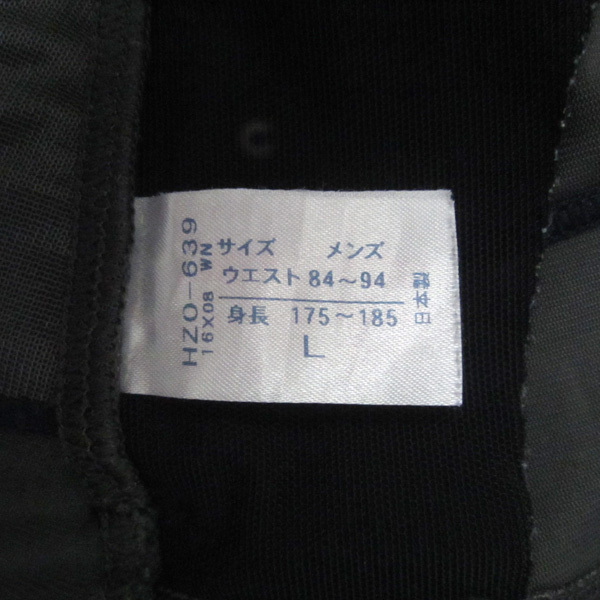 サイズ メンズ
ウエスト 84～94
身長 175～185
L
HZO-639
16X08 WN
日本製